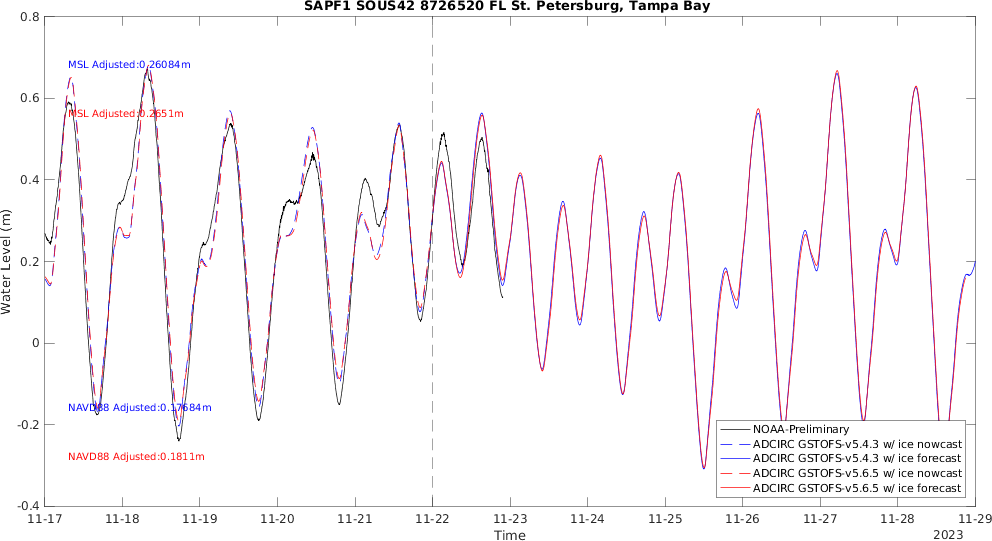 SAPF1 SOUS42 8726520 FL St. Petersburg, Tampa Bay
0.8
0.6
0.4
0.2
0
-0.2
-0.4
Water Level (m)
MSL Adjusted:0.26084m
MSL Adjusted:0.2651m
NAVD88 Adjusted:0.17684m
NAVD88 Adjusted:0.1811m
NOAA-Preliminary
ADCIRC GSTOFS-v5.4.3 w/ ice nowcast
ADCIRC GSTOFS-v5.4.3 w/ ice forecast
ADCIRC GSTOFS-v5.6.5 w/ ice nowcast
ADCIRC GSTOFS-v5.6.5 w/ ice forecast
11-17 11-18 11-19 11-20 11-21 11-22 11-23 11-24 11-25 11-26 11-27 11-28 11-29
Time
2023